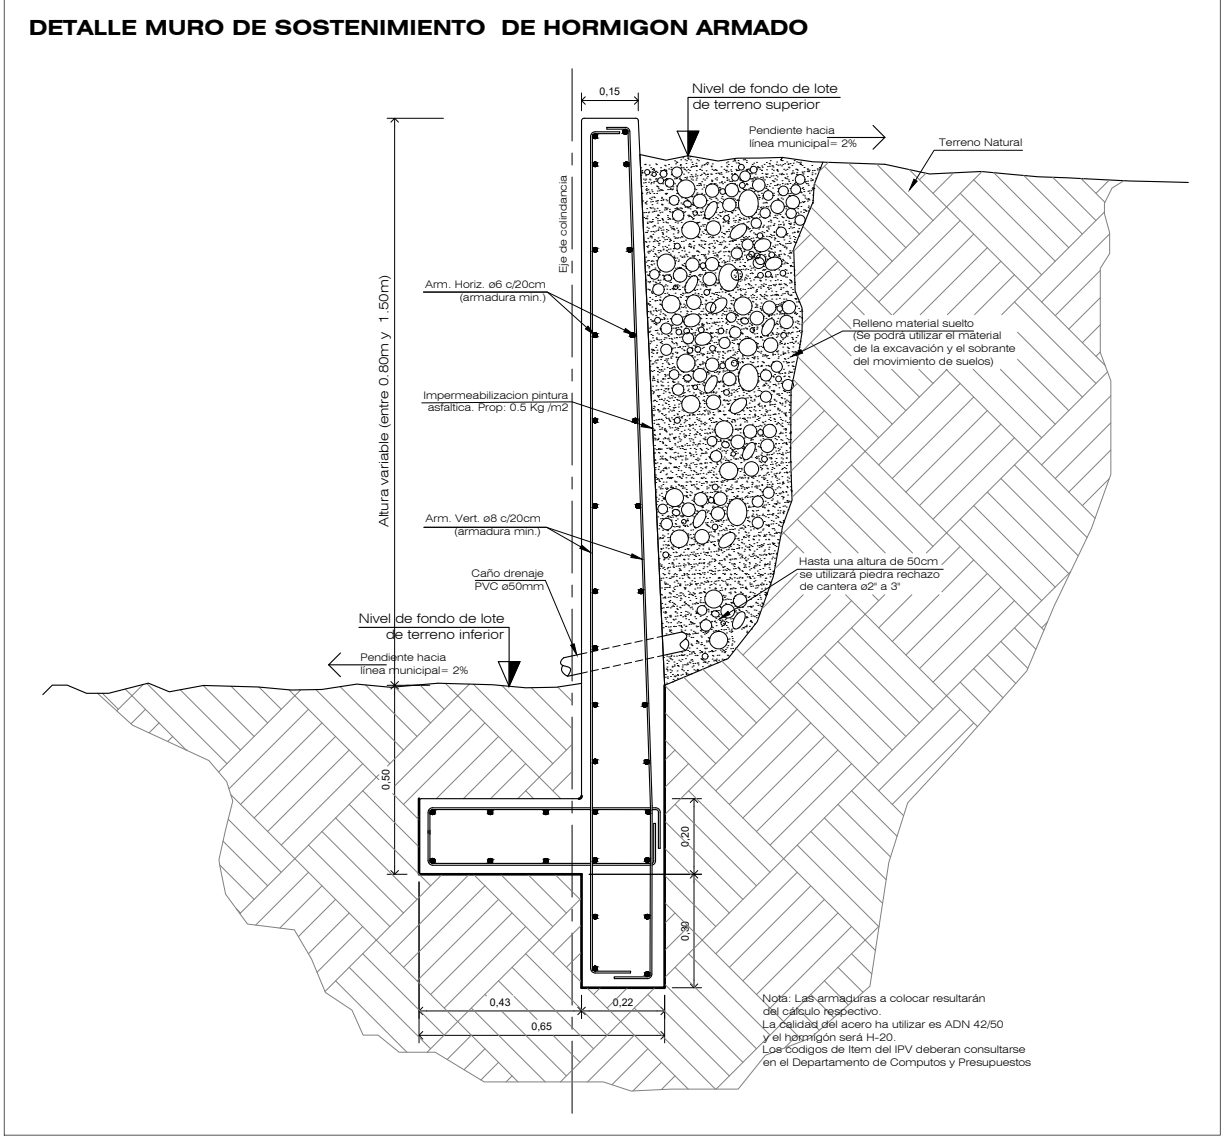 DETALLE MURO DE SOSTENIMIENTO DE HORMIGON ARMADO
0,15
Nivel de fondo de lote
de terreno superior
Pendiente hacia
línea municipal= 2%
Terreno Natural
Eje de colindancia
Altura variable (entre 0.80m y 1.50m)
Arm. Horiz. ø6 c/20cm
(armadura min.)
Relleno material suelto
(Se podrá utilizar el material
de la excavación y el sobrante
del movimiento de suelos)
Impermeabilizacion pintura
asfaltica. Prop: 0.5 Kg /m2
Arm. Vert. ø8 c/20cm
(armadura min.)
Caño drenaje
PVC ø50mm
Hasta una altura de 50cm
se utilizará piedra rechazo
de cantera ø2" a 3"
Nivel de fondo de lote
de terreno inferior
Pendiente hacia
línea municipal= 2%
0,50
0,20
0,30
0,43
0,22
0,65
Nota: Las armaduras a colocar resultarán
del cálculo respectivo.
La calidad del acero ha utilizar es ADN 42/50
y el hormigón será H-20.
Los codigos de Item del IPV deberan consultarse
en el Departamento de Computos y Presupuestos